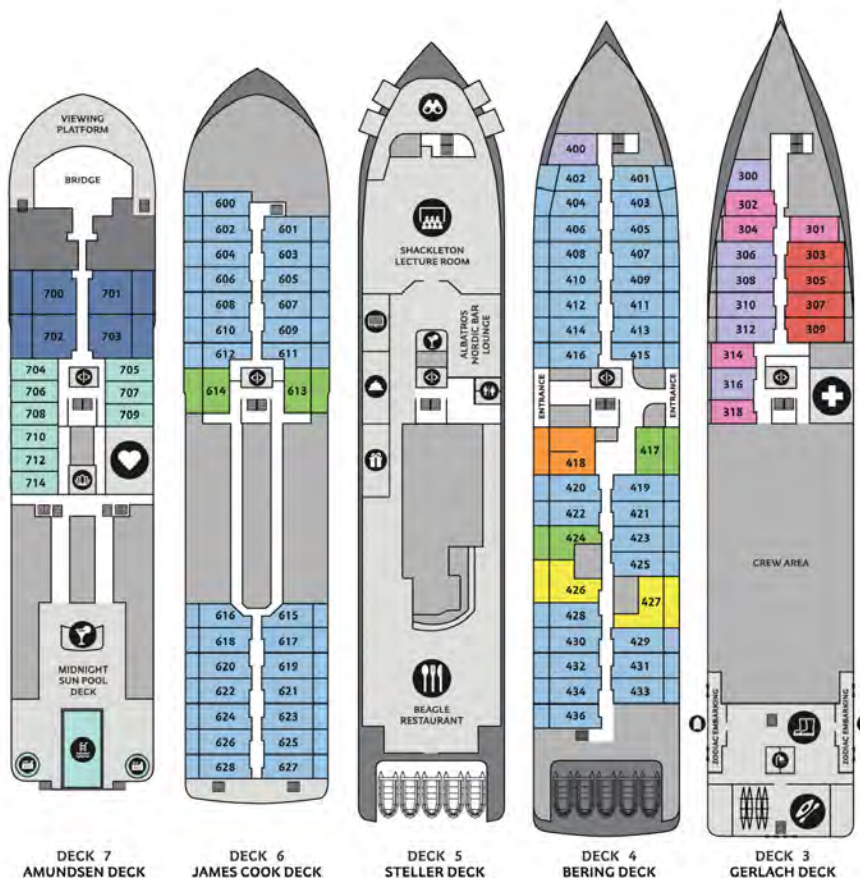 VIEWING
PLATFORM
BRIDGE
700 701
702 703
704 705
706 707
708 709
710
712
714
MIDNIGHT
SUN POOL
DECK
DECK 7
AMUNDSEN DECK
600
602 601
604 603
606 605
608 607
610 609
612 611
614 613
616 615
618 617
620 619
622 621
624 623
626 625
628 627
DECK 6
JAMES COOK DECK
SHACKLETON
LECTURE ROOM
ALBATROS
NORDIC BAR
LOUNGE
BEAGLE
RESTAURANT
DECK 5
STELLER DECK
400
402 401
404 403
406 405
408 407
410 409
412 411
414 413
416 415
ENTRANCE ENTRANCE
418 417
420 419
422 421
424 423
425
426 427
428
430 429
432 431
434 433
436
DECK 4
BERING DECK
300
302
304 301
306 303
308 305
310 307
312 309
314
316
318
CREW AREA
ZODIAC EMBARKING ZODIAC EMBARKING
DECK 3
GERLACH DECK